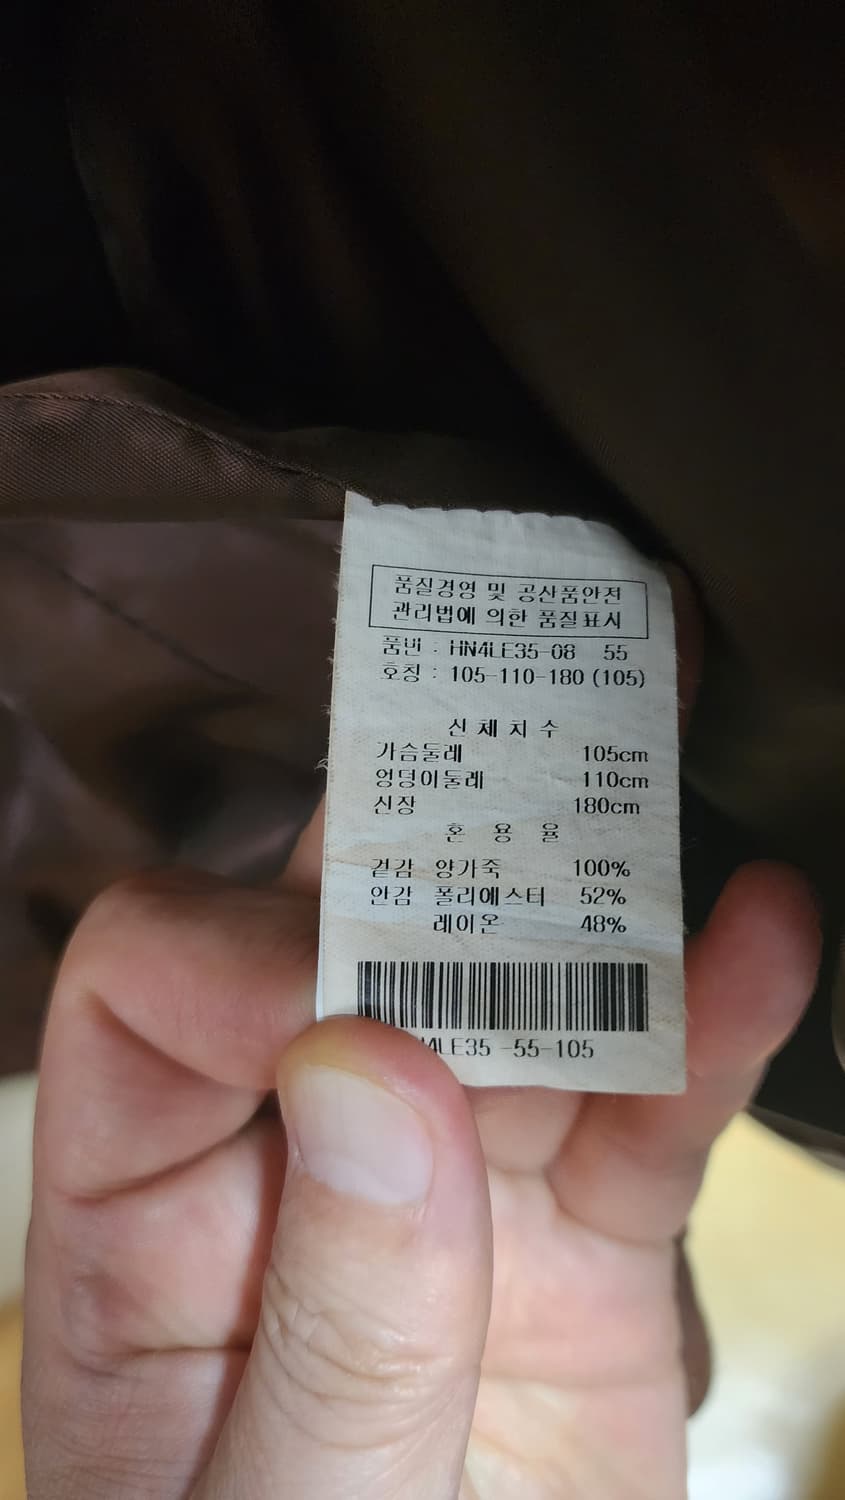 품질경영 및 공산품안전
관리법에 의한 품질표시
품번 : HN4LE35-08 55
호칭 : 105-110-180 (105)
신체치수
가슴둘레 105cm
엉덩이둘레 110cm
신장 180cm
혼용율
겉감 양가죽 100%
안감 폴리에스터 52%
레이온 48%
4LE35 -55-105